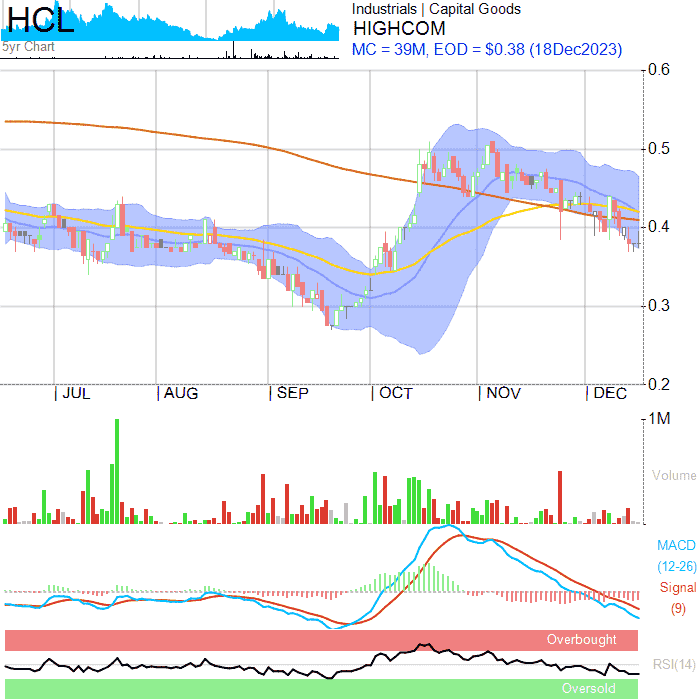 HCL
5yr Chart
Industrials | Capital Goods
HIGHCOM
MC = 39M, EOD = $0.38 (18Dec2023)
0.6
0.5
0.4
0.3
0.2
| JUL | AUG | SEP | OCT | NOV | DEC
1M
Volume
MACD
(12-26)
Signal
(9)
Overbought
RSI(14)
Oversold